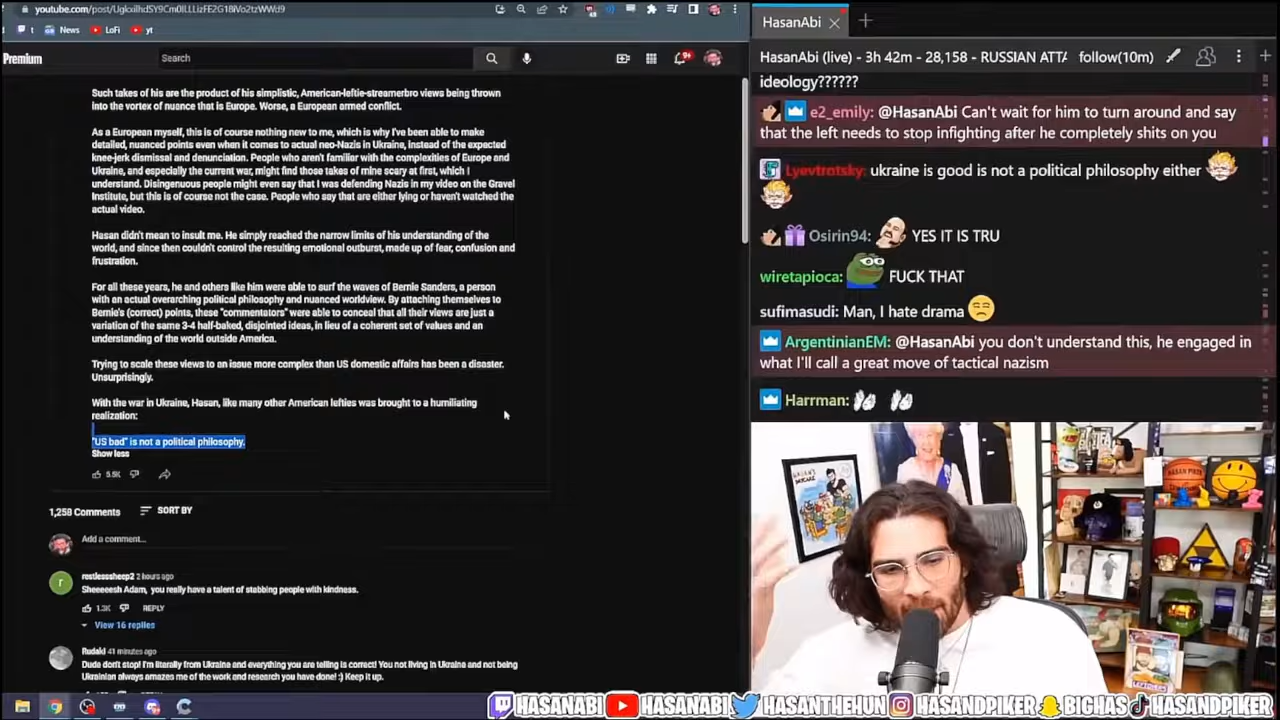 youtube.com/post/UgkxilhdSY9Cm0ILLLizFE2G18iVo2tzWWd9
t
News
LoFi
yt
Premium
Search
9+
Such takes of his are the product of his simplistic, American-leftie-streamerbro views being thrown
into the vortex of nuance that is Europe. Worse, a European armed conflict.
As a European myself, this is of course nothing new to me, which is why I've been able to make
detailed, nuanced points even when it comes to actual neo-Nazis in Ukraine, instead of the expected
knee-jerk dismissal and denunciation. People who aren't familiar with the complexities of Europe and
Ukraine, and especially the current war, might find those takes of mine scary at first, which I
understand. Disingenuous people might even say that I was defending Nazis in my video on the Gravel
Institute, but this is of course not the case. People who say that are either lying or haven't watched the
actual video.
Hasan didn't mean to insult me. He simply reached the narrow limits of his understanding of the
world, and since then couldn't control the resulting emotional outburst, made up of fear, confusion and
frustration.
For all these years, he and others like him were able to surf the waves of Bernie Sanders, a person
with an actual overarching political philosophy and nuanced worldview. By attaching themselves to
Bernie's (correct) points, these "commentators" were able to conceal that all their views are just a
variation of the same 3-4 half-baked, disjointed ideas, in lieu of a coherent set of values and an
understanding of the world outside America.
Trying to scale these views to an issue more complex than US domestic affairs has been a disaster.
Unsurprisingly.
With the war in Ukraine, Hasan, like many other American lefties was brought to a humiliating
realization:
"US bad" is not a political philosophy.
Show less
5.5K
1,258 Comments
SORT BY
Add a comment...
r
restlesssheep2 2 hours ago
Sheeeeesh Adam, you really have a talent of stabbing people with kindness.
1.3K
REPLY
View 16 replies
Rudaki 41 minutes ago
Dude don't stop! I'm literally from Ukraine and everything you are telling is correct! You not living in Ukraine and not being
Ukrainian always amazes me of the work and research you have done! :) Keep it up.
HasanAbi
HasanAbi (live) - 3h 42m - 28,158 - RUSSIAN ATTA
follow(10m)
ideology??????
e2_emily: @HasanAbi Can't wait for him to turn around and say
that the left needs to stop infighting after he completely shits on you
Lyevtrotsky: ukraine is good is not a political philosophy either
Osirin94: YES IT IS TRU
wiretapioca: FUCK THAT
sufimasudi: Man, I hate drama
ArgentinianEM: @HasanAbi you don't understand this, he engaged in
what I'll call a great move of tactical nazism
Harrman:
HASANABI
HASANABI
HASANTHEHUN
HASANDPIKER
BIGHAS
HASANDPIKER